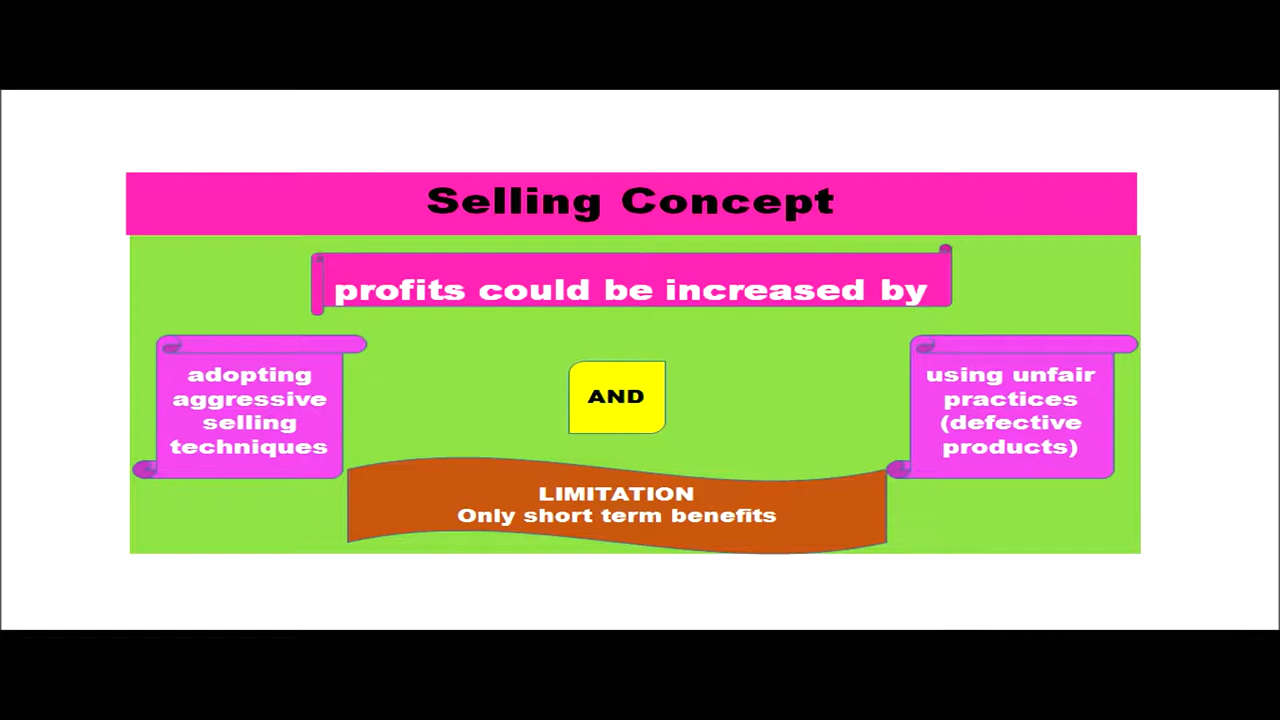 Selling Concept
profits could be increased by
adopting
aggressive
selling
techniques
AND
using unfair
practices
(defective
products)
LIMITATION
Only short term benefits